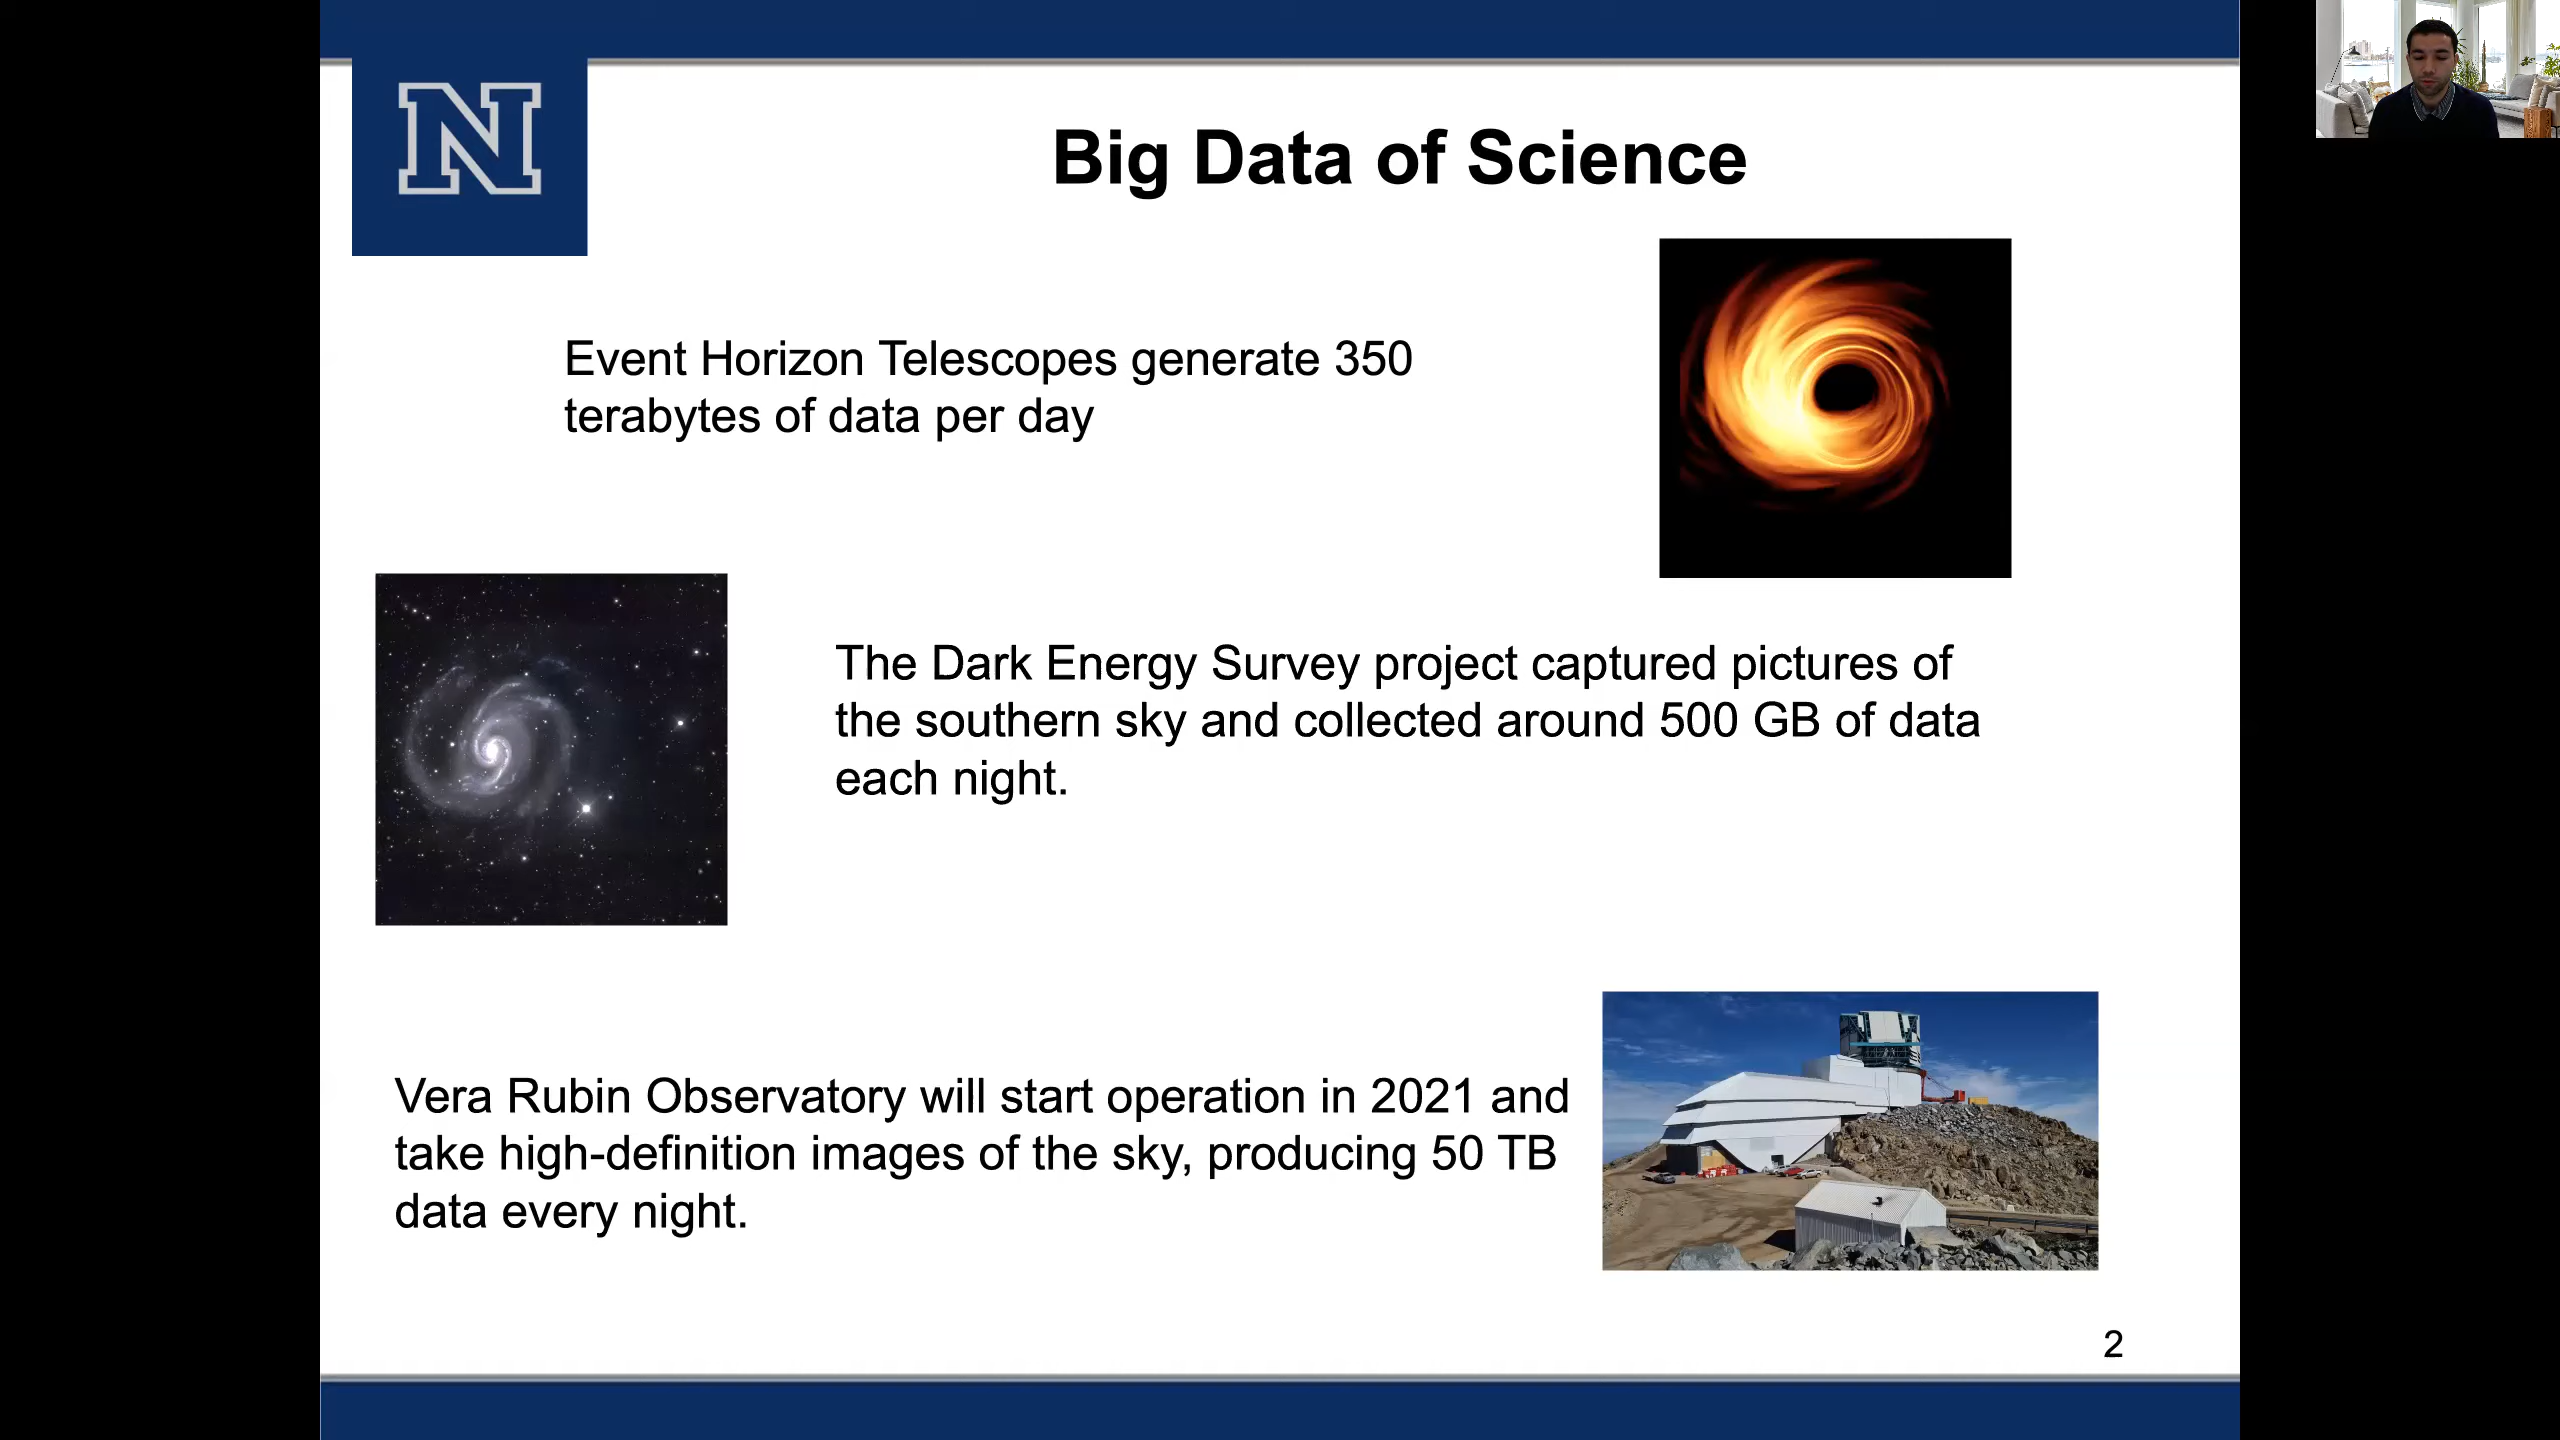 N
Big Data of Science
Event Horizon Telescopes generate 350
terabytes of data per day
The Dark Energy Survey project captured pictures of
the southern sky and collected around 500 GB of data
each night.
Vera Rubin Observatory will start operation in 2021 and
take high-definition images of the sky, producing 50 TB
data every night.
2